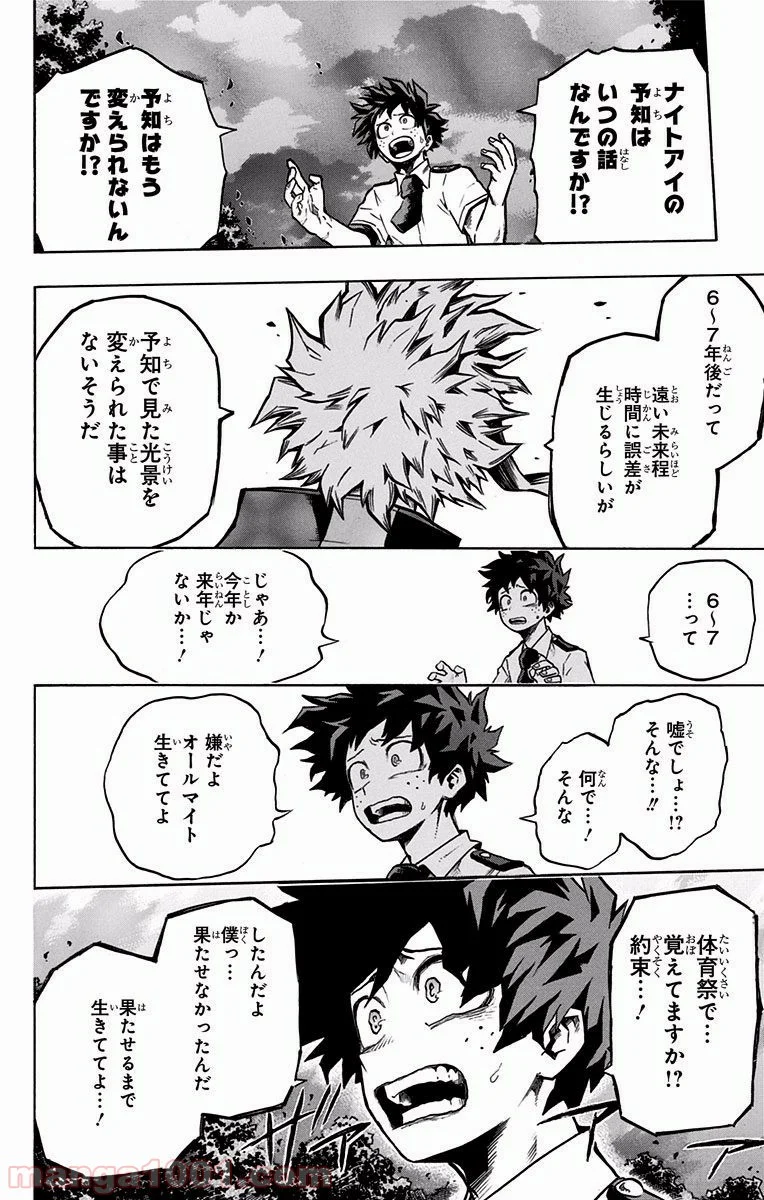 ナイトアイの
予知は
いつの話
なんですか!?
予知はもう
変えられないん
ですか!?
6〜7年後だって
遠い未来程
時間に誤差が
生じるらしいが
予知で見た光景を
変えられた事は
ないそうだ
6〜7
…って
じゃあ…!
今年か
来年じゃ
ないか…!
嘘でしょ…!?
そんな…!!
何で…!
そんな
嫌だよ
オールマイト
生きててよ
体育祭で…
覚えてますか!?
約束…!
したんだよ
僕っ…
果たせなかったんだ
果たせるまで
生きててよ…!
ザア
manga1001.com